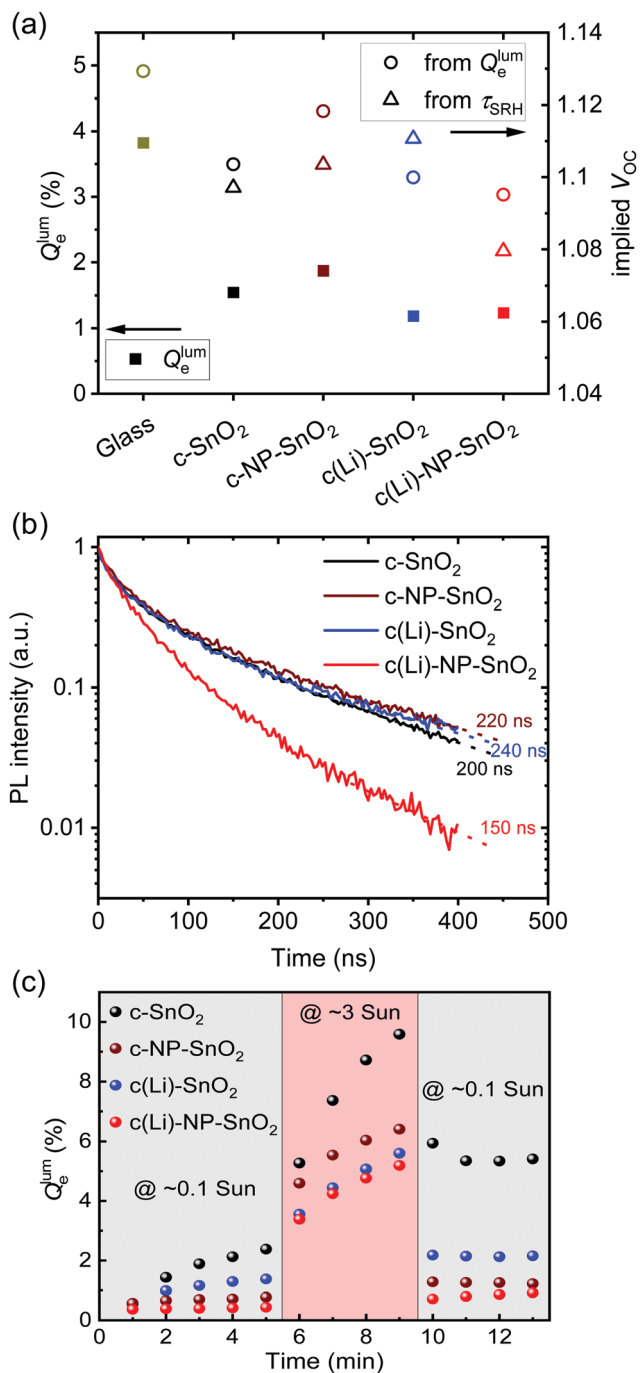 (a)
5
4
3
2
1
0
Q_e^lum (%)
from Q_e^lum
from τ_SRH
Q_e^lum
1.14
1.12
1.10
1.08
1.06
1.04
implied V_OC
Glass
c-SnO₂
c-NP-SnO₂
c(Li)-SnO₂
c(Li)-NP-SnO₂
(b)
1
0.1
0.01
PL intensity (a.u.)
c-SnO₂
c-NP-SnO₂
c(Li)-SnO₂
c(Li)-NP-SnO₂
220 ns
240 ns
200 ns
150 ns
0 100 200 300 400 500
Time (ns)
(c)
10
8
6
4
2
0
Q_e^lum (%)
c-SnO₂
c-NP-SnO₂
c(Li)-SnO₂
c(Li)-NP-SnO₂
@ ~0.1 Sun
@ ~3 Sun
@ ~0.1 Sun
0 2 4 6 8 10 12
Time (min)